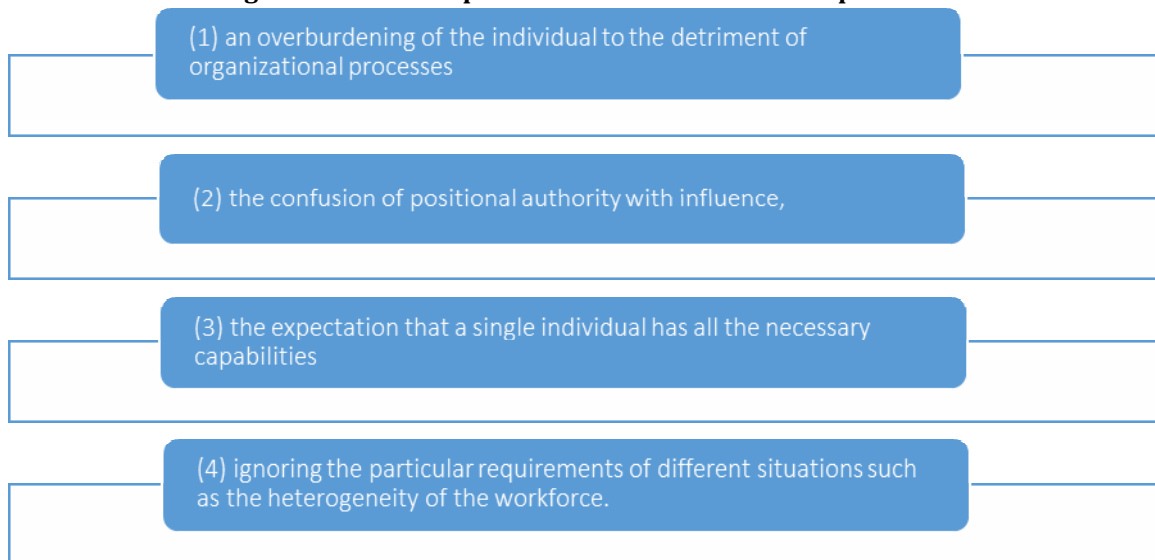 (1) an overburdening of the individual to the detriment of
organizational processes
(2) the confusion of positional authority with influence,
(3) the expectation that a single individual has all the necessary
capabilities
(4) ignoring the particular requirements of different situations such
as the heterogeneity of the workforce.